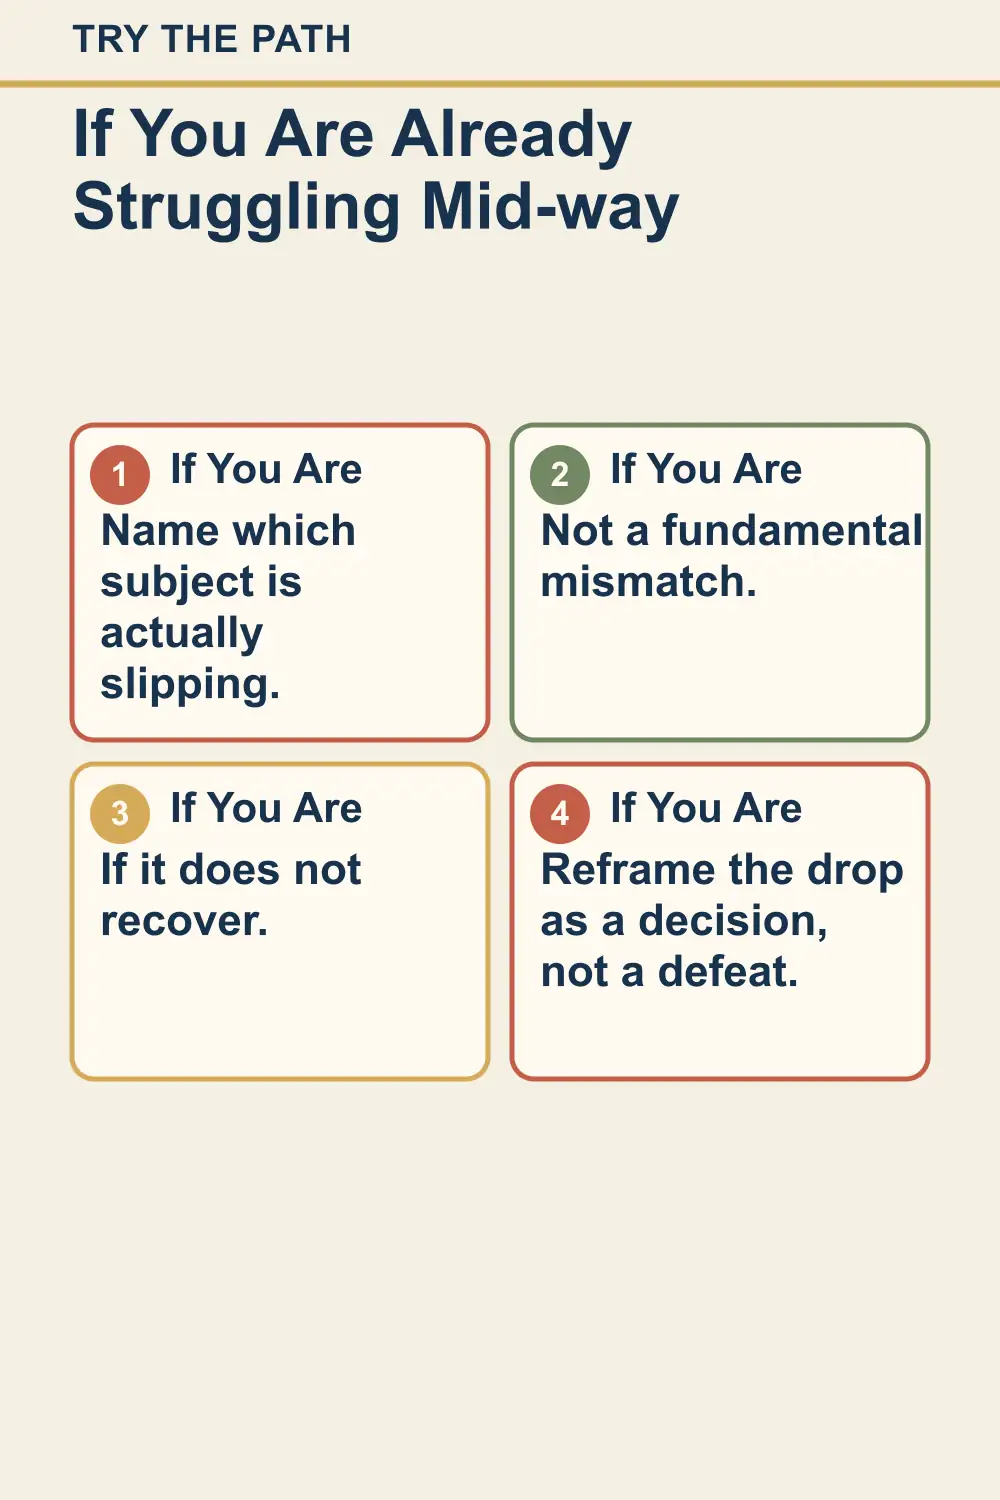 TRY THE PATH
If You Are Already
Struggling Mid-way
1 If You Are
Name which
subject is
actually
slipping.
2 If You Are
Not a fundamental
mismatch.
3 If You Are
If it does not
recover.
4 If You Are
Reframe the drop
as a decision,
not a defeat.